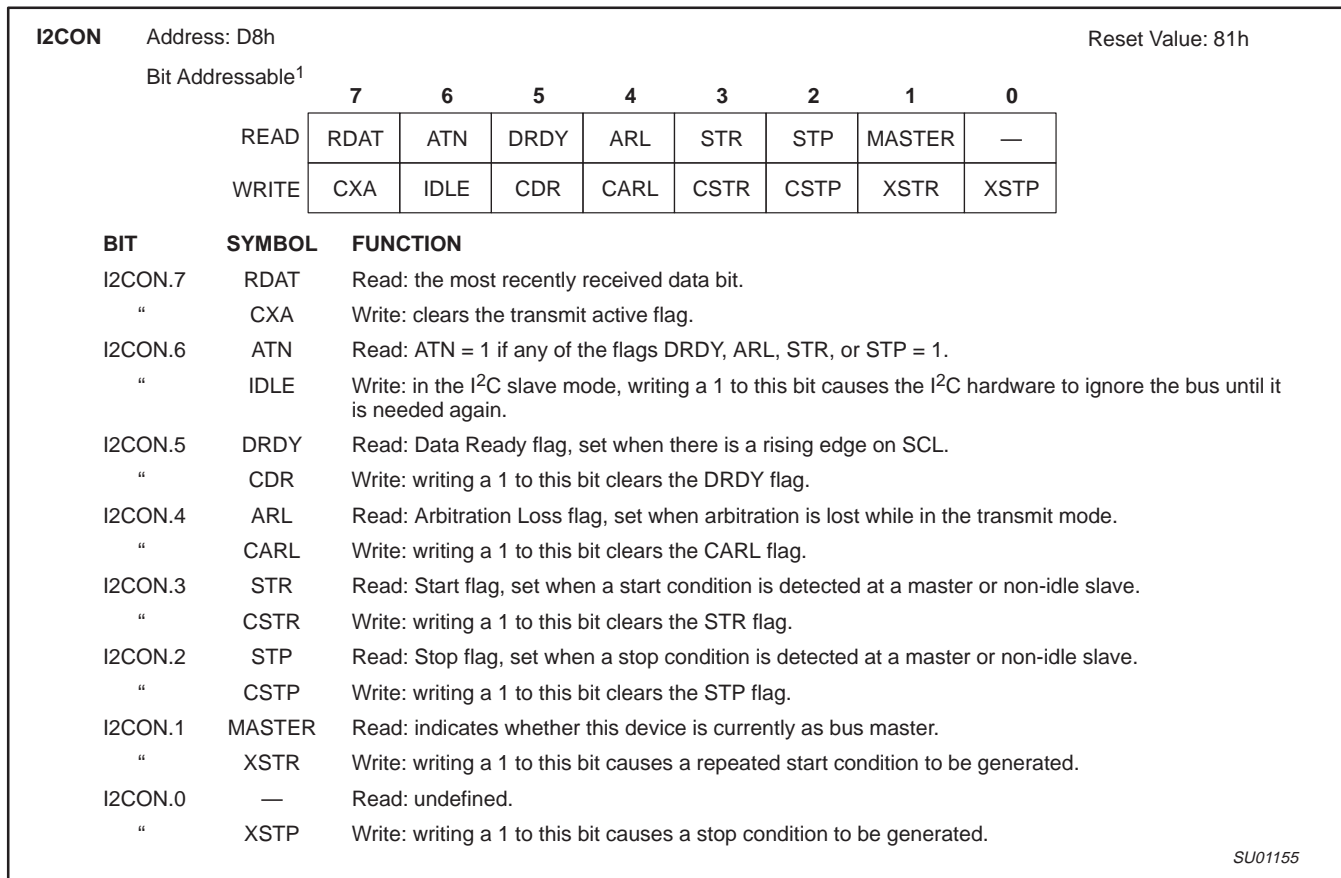 I2CON Address: D8h Reset Value: 81h
Bit Addressable1
7 6 5 4 3 2 1 0
READ RDAT ATN DRDY ARL STR STP MASTER —
WRITE CXA IDLE CDR CARL CSTR CSTP XSTR XSTP
BIT SYMBOL FUNCTION
I2CON.7 RDAT Read: the most recently received data bit.
“ CXA Write: clears the transmit active flag.
I2CON.6 ATN Read: ATN = 1 if any of the flags DRDY, ARL, STR, or STP = 1.
“ IDLE Write: in the I2C slave mode, writing a 1 to this bit causes the I2C hardware to ignore the bus until it
is needed again.
I2CON.5 DRDY Read: Data Ready flag, set when there is a rising edge on SCL.
“ CDR Write: writing a 1 to this bit clears the DRDY flag.
I2CON.4 ARL Read: Arbitration Loss flag, set when arbitration is lost while in the transmit mode.
“ CARL Write: writing a 1 to this bit clears the CARL flag.
I2CON.3 STR Read: Start flag, set when a start condition is detected at a master or non-idle slave.
“ CSTR Write: writing a 1 to this bit clears the STR flag.
I2CON.2 STP Read: Stop flag, set when a stop condition is detected at a master or non-idle slave.
“ CSTP Write: writing a 1 to this bit clears the STP flag.
I2CON.1 MASTER Read: indicates whether this device is currently as bus master.
“ XSTR Write: writing a 1 to this bit causes a repeated start condition to be generated.
I2CON.0 — Read: undefined.
“ XSTP Write: writing a 1 to this bit causes a stop condition to be generated.
SU01155